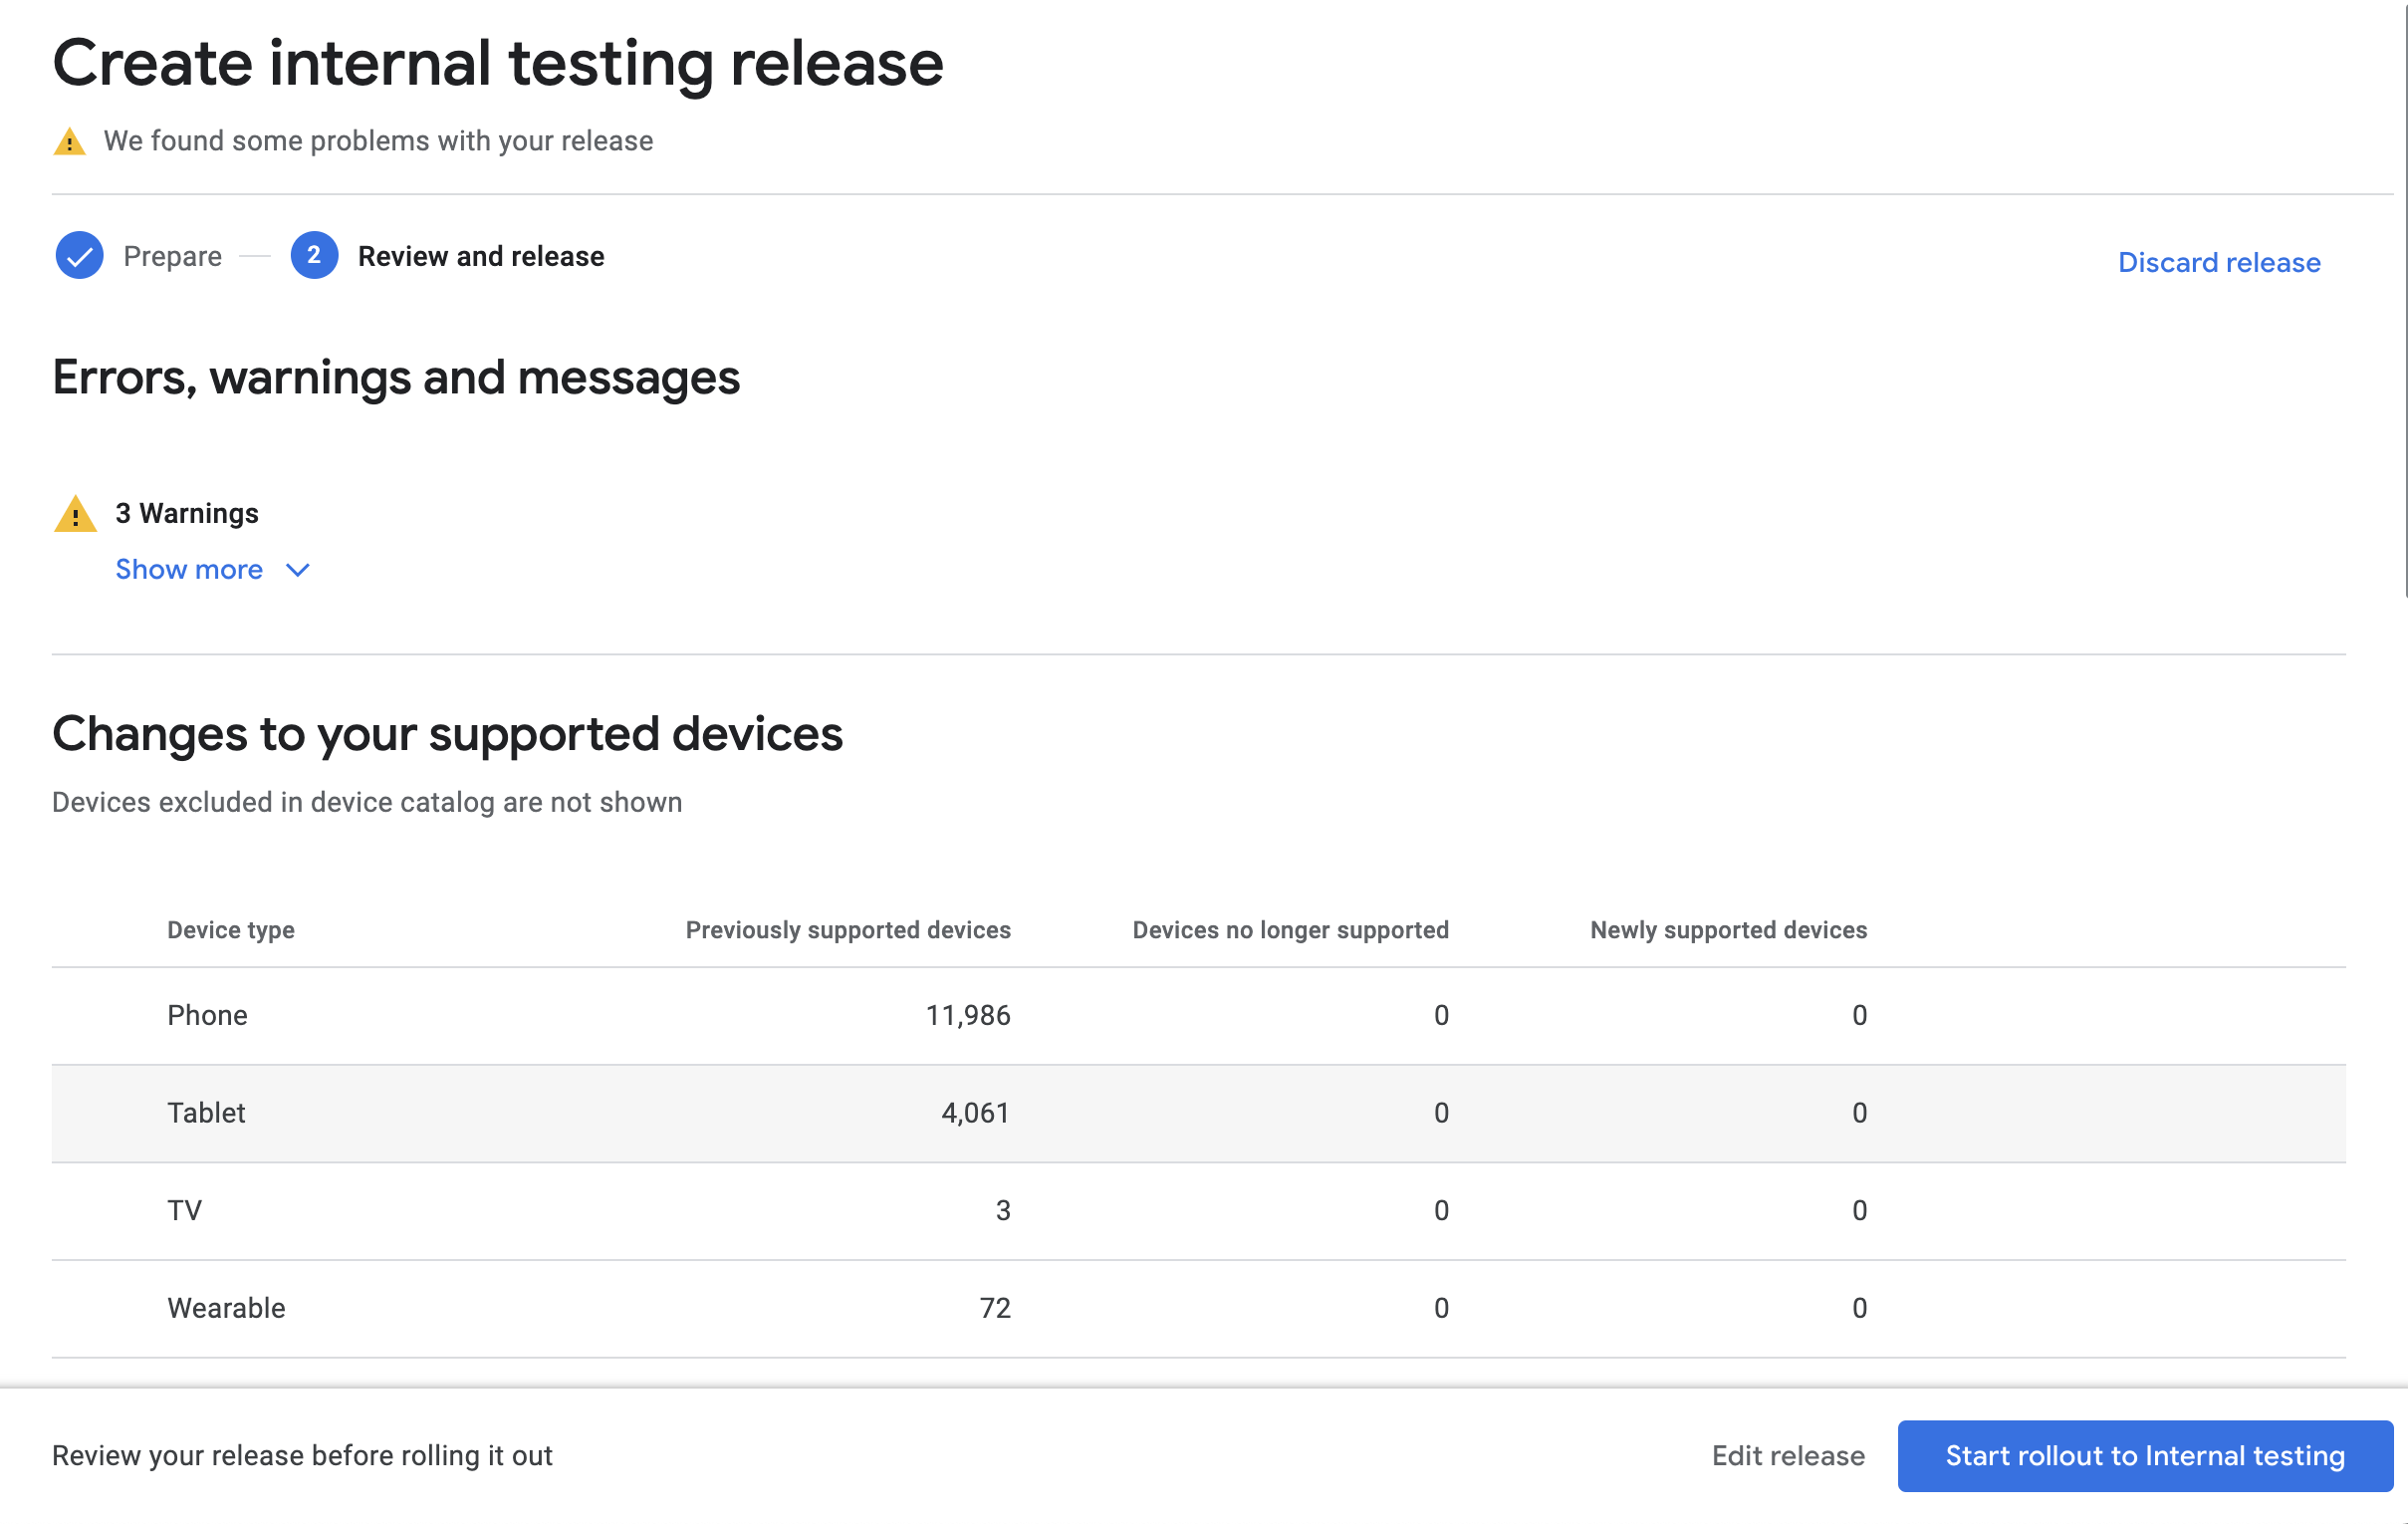 Create internal testing release
We found some problems with your release
Prepare 2 Review and release Discard release
Errors, warnings and messages
3 Warnings
Show more
Changes to your supported devices
Devices excluded in device catalog are not shown
Device type Previously supported devices Devices no longer supported Newly supported devices
Phone 11,986 0 0
Tablet 4,061 0 0
TV 3 0 0
Wearable 72 0 0
Review your release before rolling it out Edit release Start rollout to Internal testing